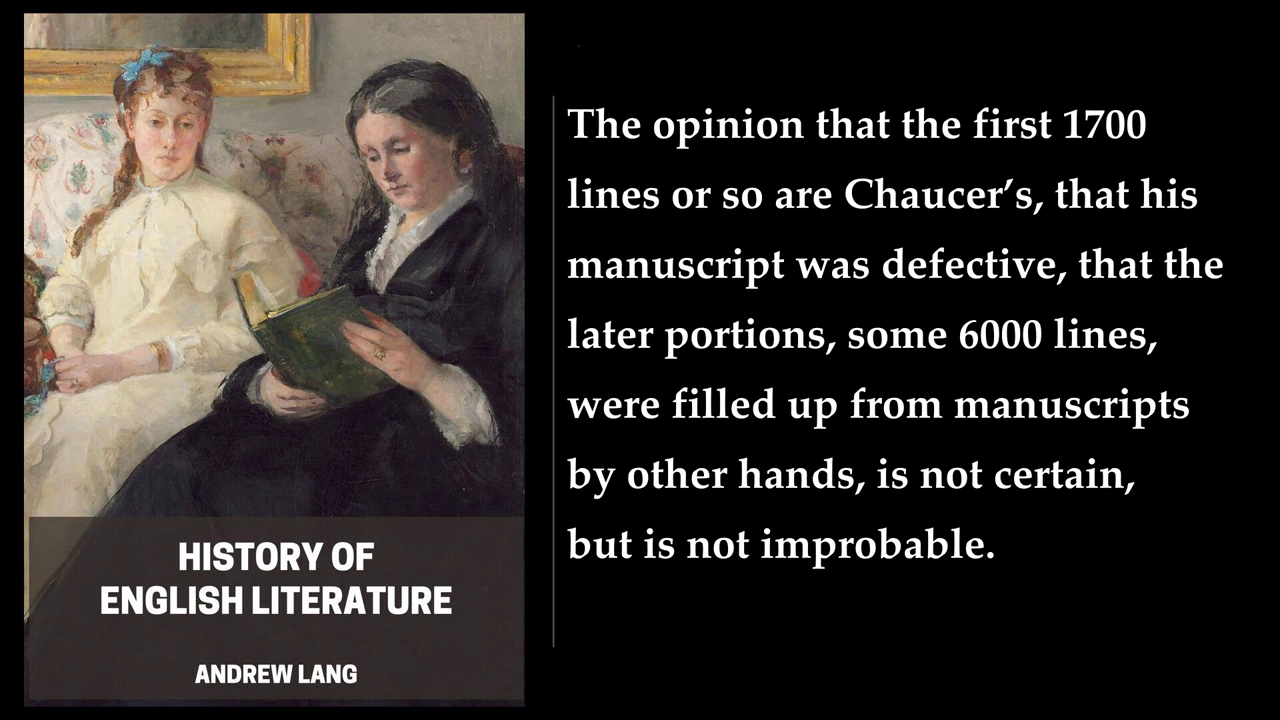 HISTORY OF
ENGLISH LITERATURE
ANDREW LANG
The opinion that the first 1700
lines or so are Chaucer’s, that his
manuscript was defective, that the
later portions, some 6000 lines,
were filled up from manuscripts
by other hands, is not certain,
but is not improbable.